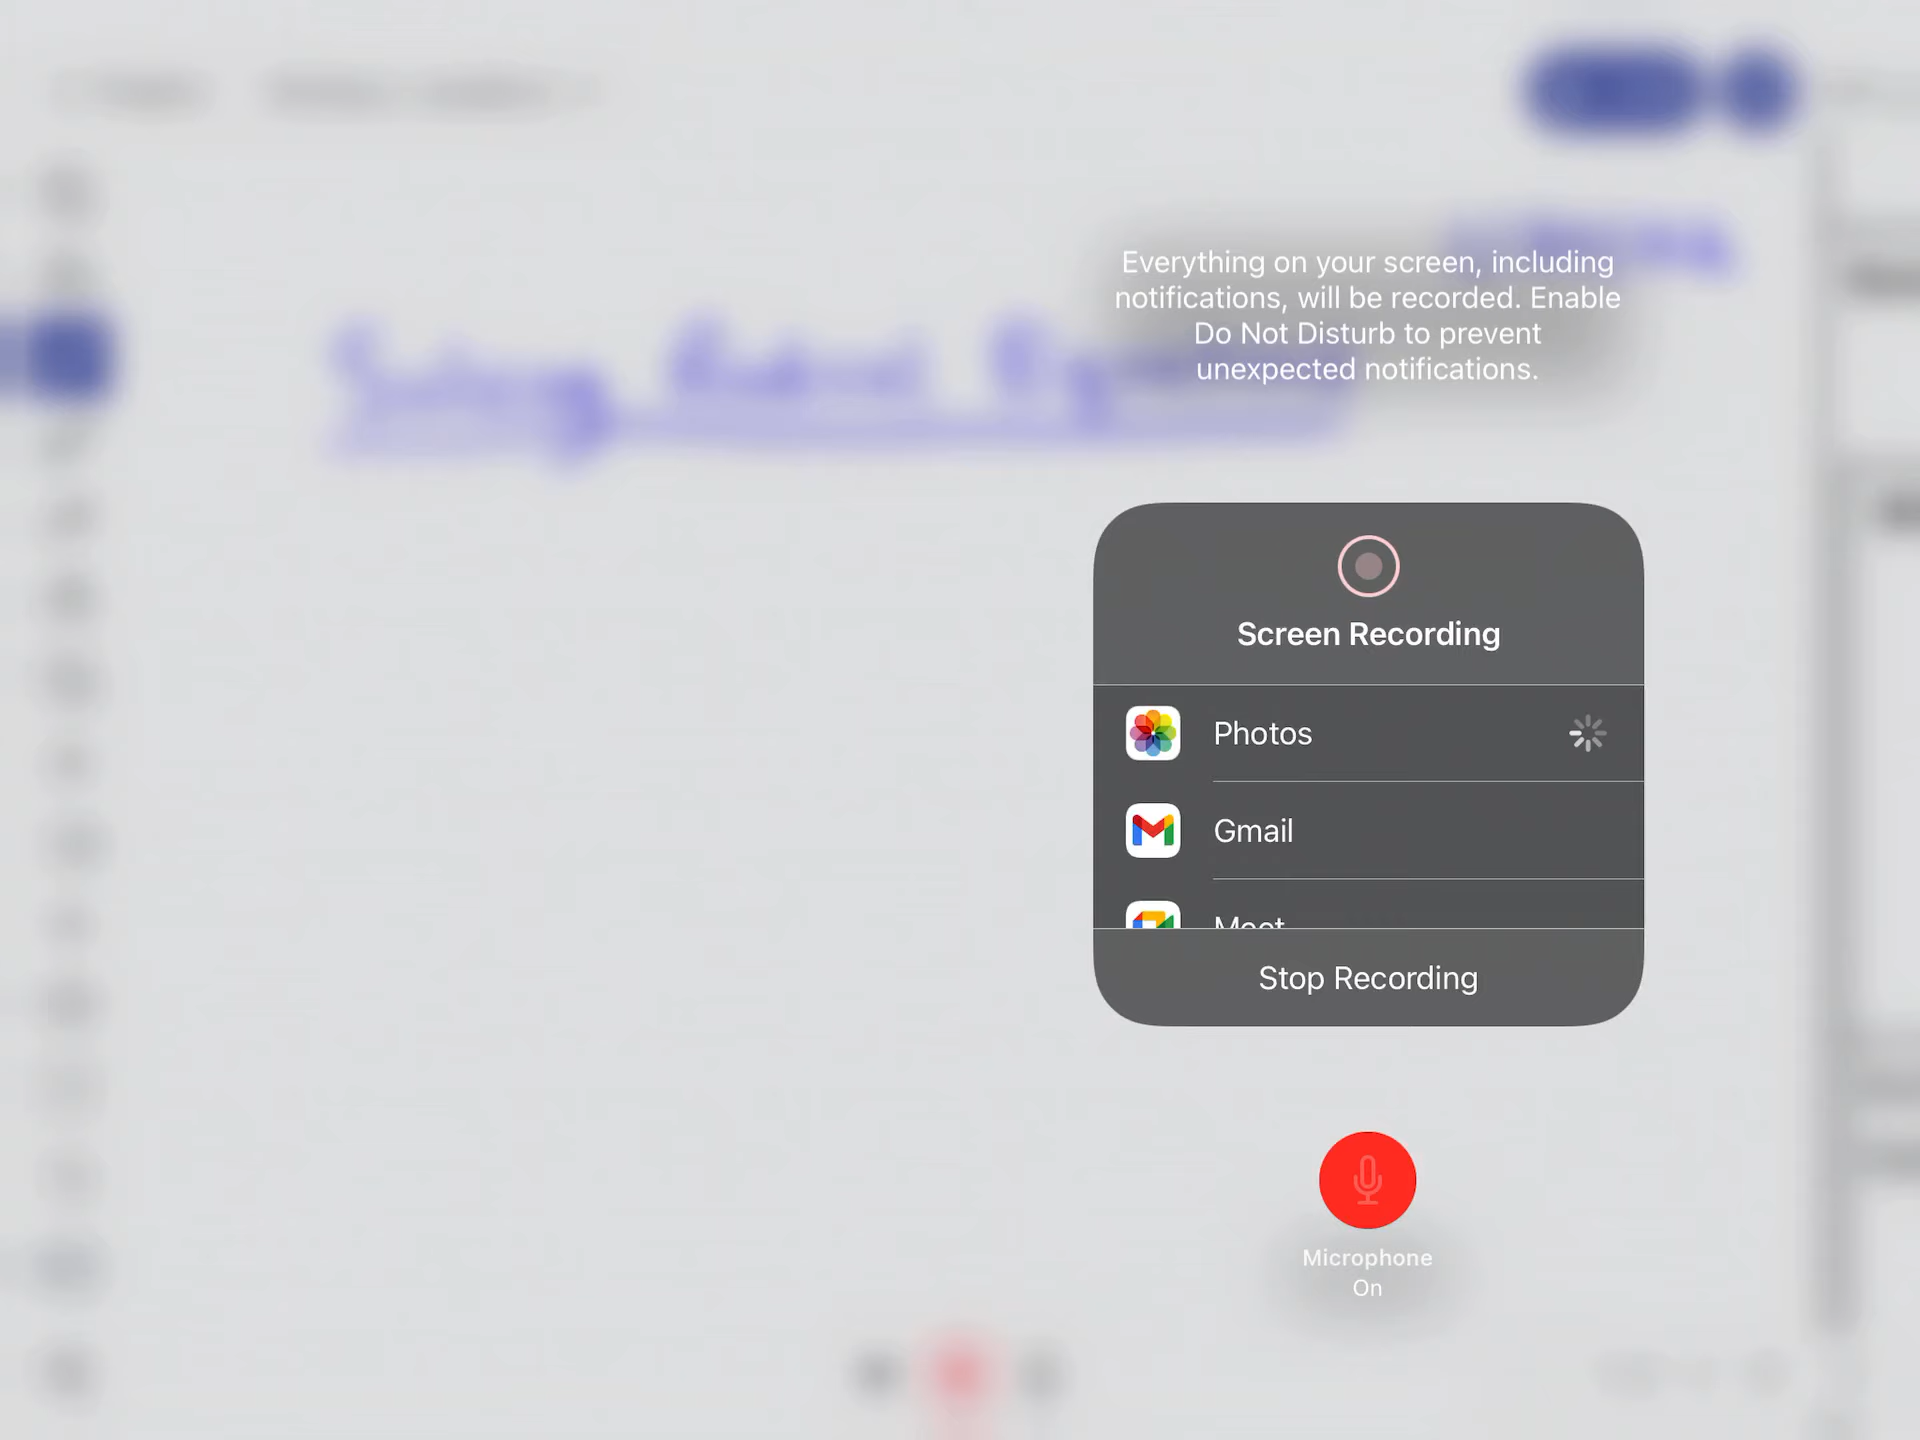 Everything on your screen, including
notifications, will be recorded. Enable
Do Not Disturb to prevent
unexpected notifications.
Screen Recording
Photos
Gmail
Meet
Stop Recording
Microphone
On